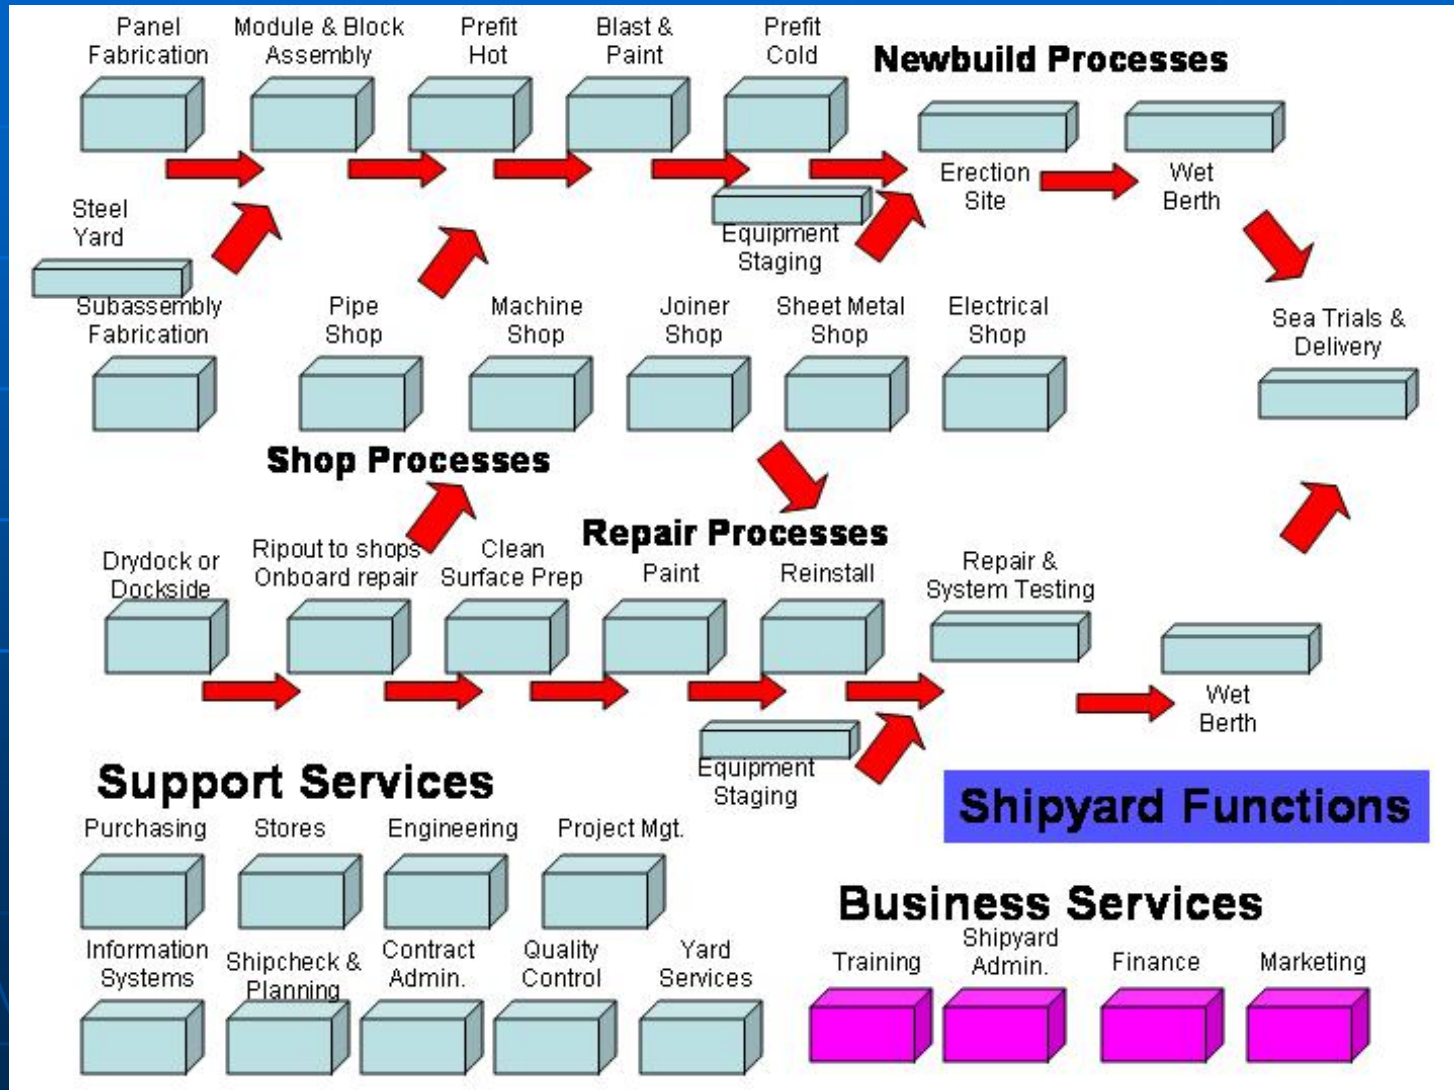 Panel
Fabrication
Module & Block
Assembly
Prefit
Hot
Blast &
Paint
Prefit
Cold
Newbuild Processes
Erection
Site
Wet
Berth
Steel
Yard
Equipment
Staging
Subassembly
Fabrication
Pipe
Shop
Machine
Shop
Joiner
Shop
Sheet Metal
Shop
Electrical
Shop
Sea Trials &
Delivery
Shop Processes
Repair Processes
Drydock or
Dockside
Ripout to shops
Onboard repair
Clean
Surface Prep
Paint
Reinstall
Repair &
System Testing
Wet
Berth
Equipment
Staging
Support Services
Shipyard Functions
Purchasing
Stores
Engineering
Project Mgt.
Information
Systems
Shipcheck &
Planning
Contract
Admin.
Quality
Control
Yard
Services
Business Services
Training
Shipyard
Admin.
Finance
Marketing